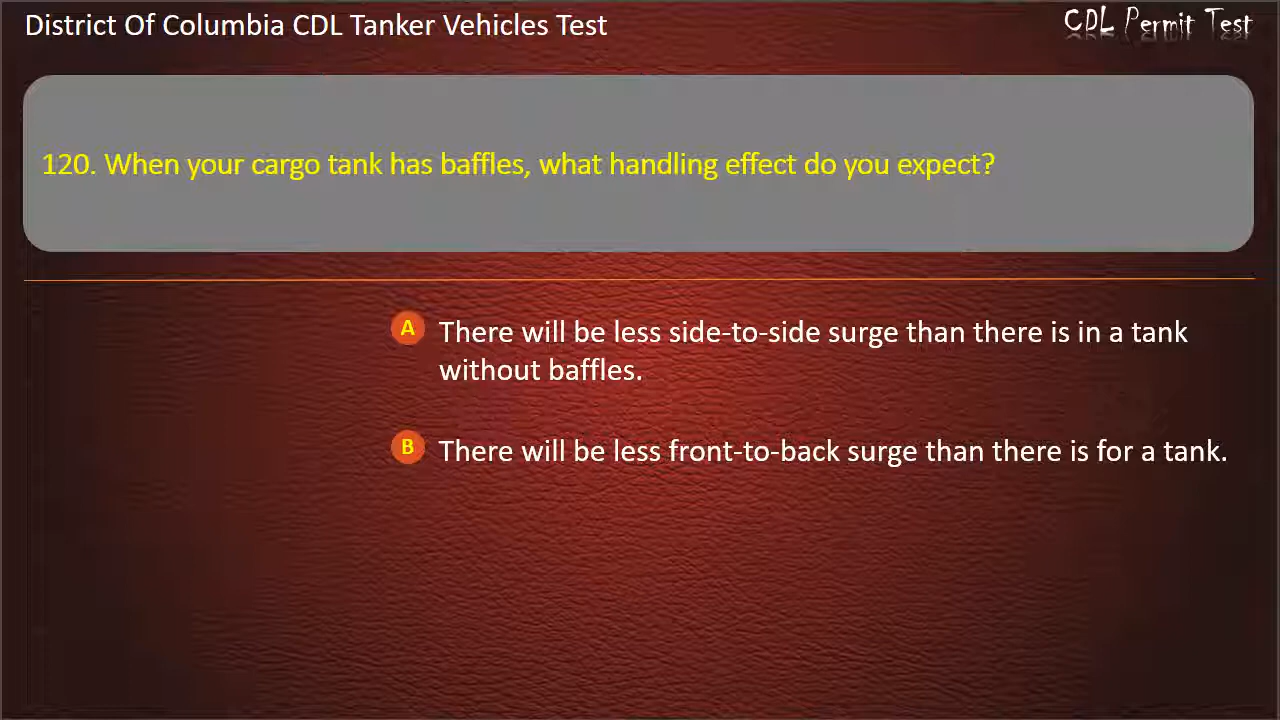 District Of Columbia CDL Tanker Vehicles Test
CDL Permit Test
120. When your cargo tank has baffles, what handling effect do you expect?
A There will be less side-to-side surge than there is in a tank
without baffles.
B There will be less front-to-back surge than there is for a tank.